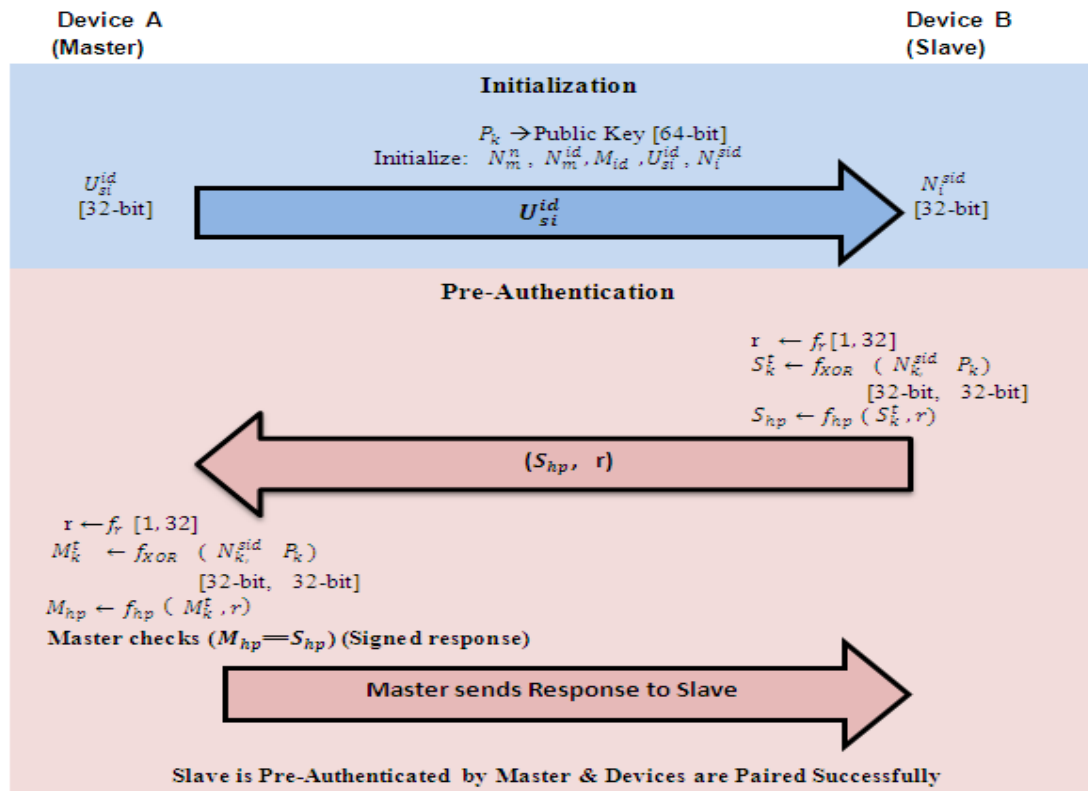 Device A
(Master)
Device B
(Slave)
Initialization
P_k → Public Key [64-bit]
Initialize: N_m^n, N_m^id, M_id, U_si^id, N_i^sid
U_si^id
[32-bit]
U_si^id
N_i^sid
[32-bit]
Pre-Authentication
r ← f_r[1, 32]
S_k^t ← f_XOR ( N_k,^sid P_k)
[32-bit, 32-bit]
S_hp ← f_hp ( S_k^t, r)
(S_hp, r)
r ← f_r [1, 32]
M_k^t ← f_XOR ( N_k,^sid P_k)
[32-bit, 32-bit]
M_hp ← f_hp ( M_k^t, r)
Master checks (M_hp==S_hp) (Signed response)
Master sends Response to Slave
Slave is Pre-Authenticated by Master & Devices are Paired Successfully